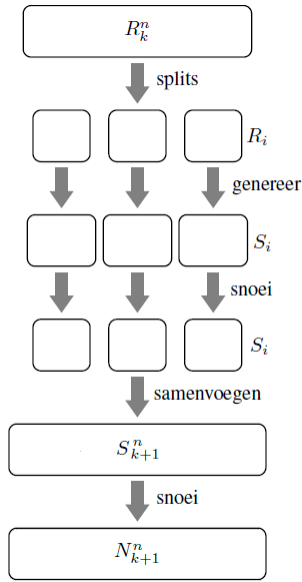 R_k^n
splits
R_i
genereer
S_i
snoei
S_i
samenvoegen
S_{k+1}^n
snoei
N_{k+1}^n